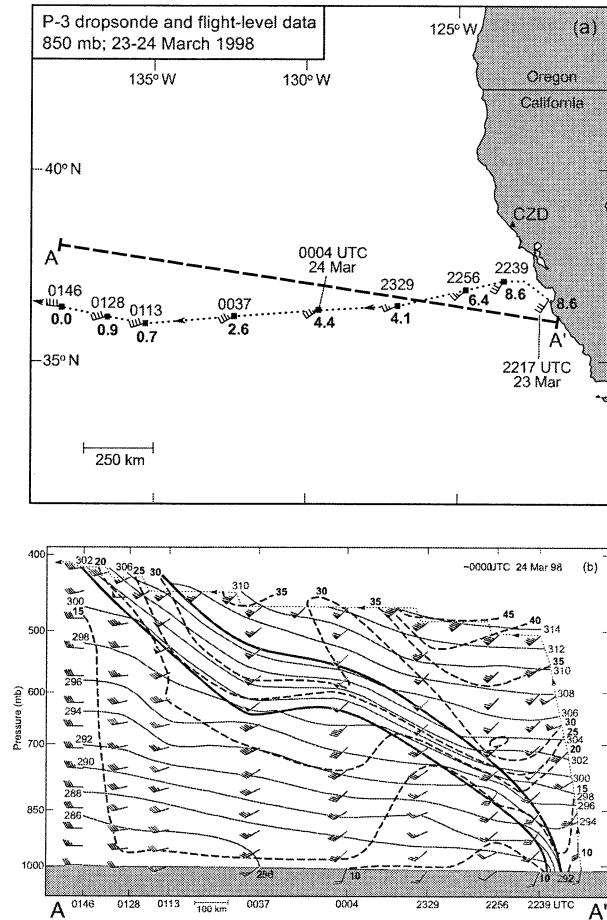 P-3 dropsonde and flight-level data
850 mb; 23-24 March 1998
125° W
(a)
135° W
130° W
Oregon
California
40° N
CZD
A
0004 UTC
24 Mar
2239
2256
2329
0146
0128
0113
0037
8.6
6.4
8.6
4.1
4.4
2.6
0.7
0.9
0.0
A'
35° N
2217 UTC
23 Mar
250 km
400
~0000UTC 24 Mar 98
(b)
302
20
306
25
30
310
35
30
35
45
40
300
15
314
500
298
312
35
310
296
308
600
294
306
30
25
304
20
Pressure (mb)
700
292
302
290
300
15
298
288
296
850
286
294
10
1000
10
10
292
A
0146
0128
0113
100 km
0037
0004
2329
2256
2239 UTC
A'